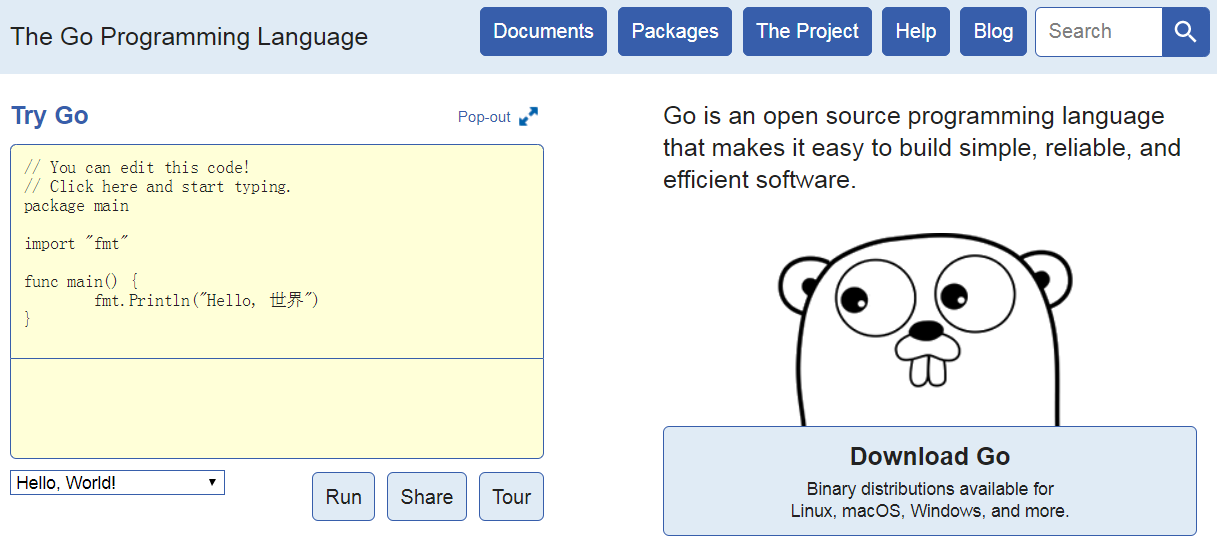 The Go Programming Language
Documents
Packages
The Project
Help
Blog
Search
Try Go
Pop-out
// You can edit this code!
// Click here and start typing.
package main
import "fmt"
func main() {
fmt.Println("Hello, 世界")
}
Hello, World!
Run
Share
Tour
Go is an open source programming language
that makes it easy to build simple, reliable, and
efficient software.
Download Go
Binary distributions available for
Linux, macOS, Windows, and more.